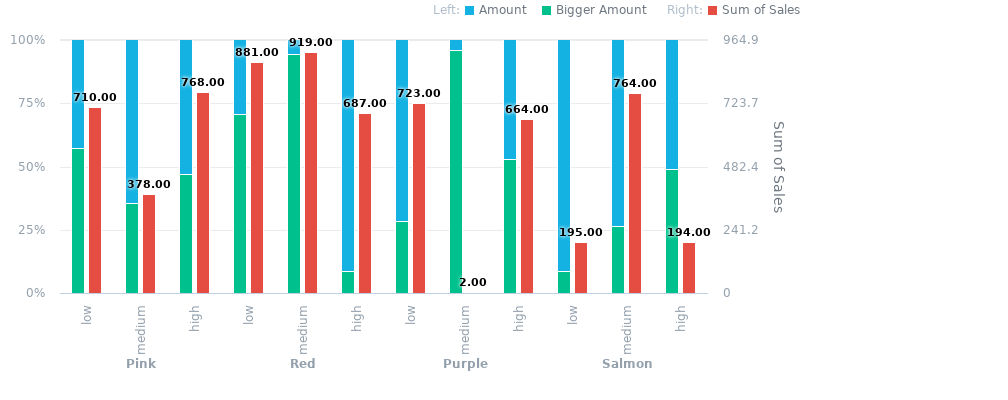 Left: Amount Bigger Amount Right: Sum of Sales
100% 964.9
919.00
881.00
768.00 764.00
710.00 723.00
75% 687.00 723.7
664.00
50% 482.4
378.00
25% 195.00 194.00 241.2
2.00
0% 0
Sum of Sales
low medium high low medium high low medium high low medium high
Pink Red Purple Salmon